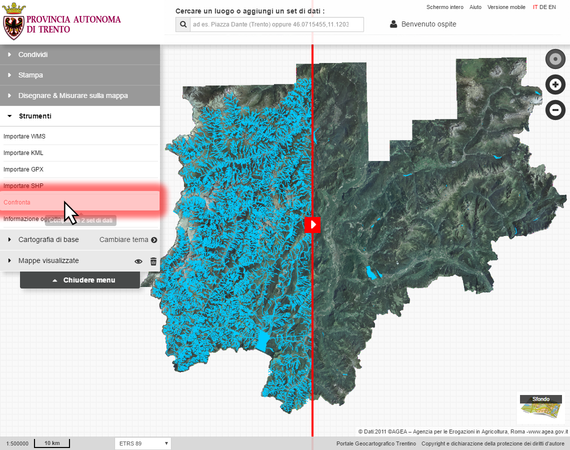 PROVINCIA AUTONOMA
DI TRENTO
Cercare un luogo o aggiungi un set di dati :
ad es. Piazza Dante (Trento) oppure 46.0715455,11.1205
Schermo intero Aiuto Versione mobile IT DE EN
Benvenuto ospite
Condividi
Stampa
Disegnare & Misurare sulla mappa
Strumenti
Importare WMS
Importare KML
Importare GPX
Importare SHP
Confronta
Informazione
2 set di dati
Cartografia di base Cambiare tema
Mappe visualizzate
Chiudere menu
Sfondo
© Dati:2011 ©AGEA – Agenzia per le Erogazioni in Agricoltura, Roma -www.agea.gov.it
1:500000 10 km ETRS 89 Portale Geocartografico Trentino Copyright e dichiarazione della protezione dei diritti d'autore